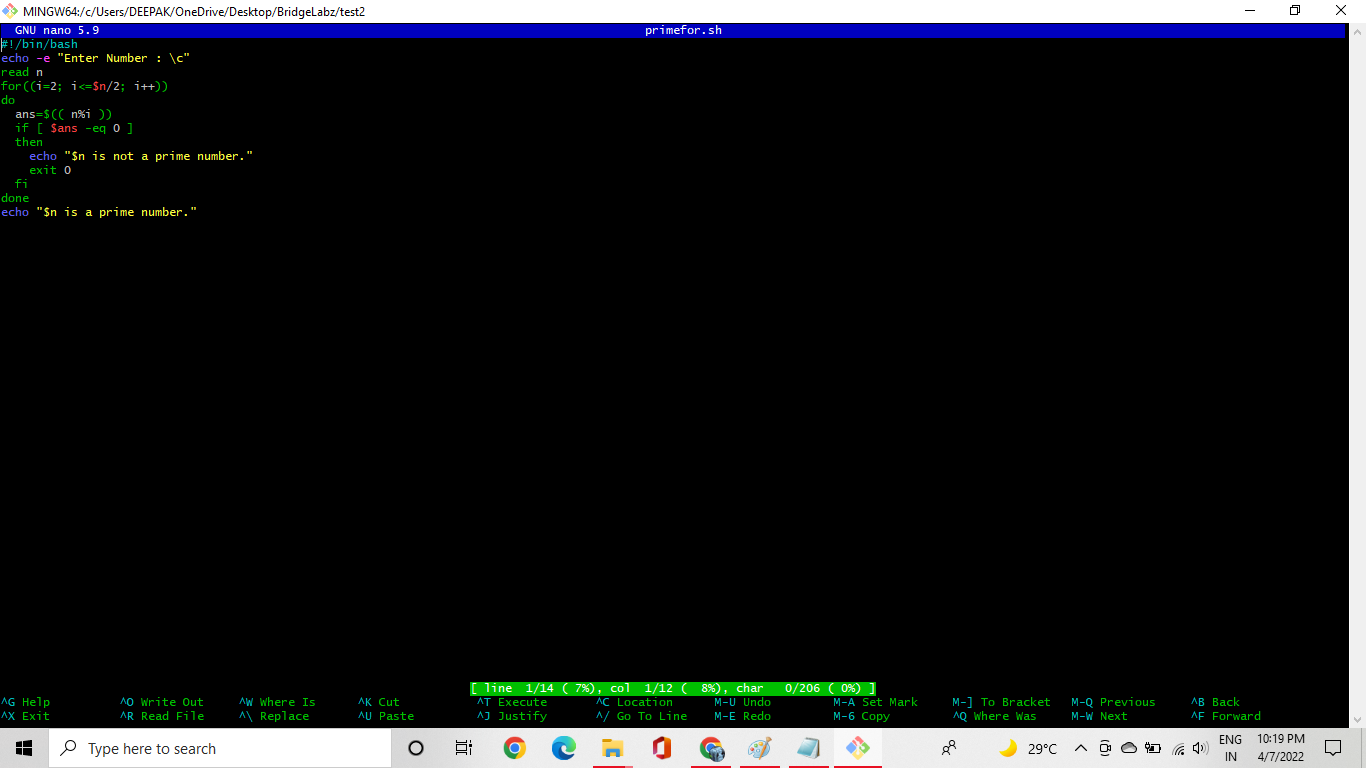 MINGW64:/c/Users/DEEPAK/OneDrive/Desktop/BridgeLabz/test2
GNU nano 5.9 primefor.sh
#!/bin/bash
echo -e "Enter Number : \c"
read n
for((i=2; i<=$n/2; i++))
do
  ans=$(( n%i ))
  if [ $ans -eq 0 ]
  then
    echo "$n is not a prime number."
    exit 0
  fi
done
echo "$n is a prime number."
[ line  1/14 ( 7%), col  1/12 (  8%), char   0/206 ( 0%) ]
^G Help ^O Write Out ^W Where Is ^K Cut ^T Execute ^C Location M-U Undo M-A Set Mark M-] To Bracket M-Q Previous ^B Back
^X Exit ^R Read File ^\ Replace ^U Paste ^J Justify ^/ Go To Line M-E Redo M-6 Copy ^Q Where Was M-W Next ^F Forward
Type here to search
29°C
ENG
IN
10:19 PM
4/7/2022